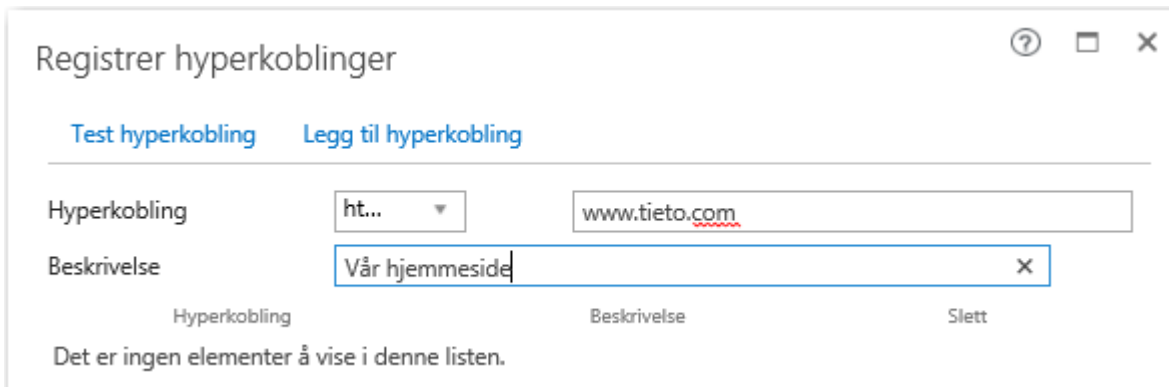 Registrer hyperkoblinger
Test hyperkobling Legg til hyperkobling
Hyperkobling ht... www.tieto.com
Beskrivelse Vår hjemmeside
Hyperkobling Beskrivelse Slett
Det er ingen elementer å vise i denne listen.